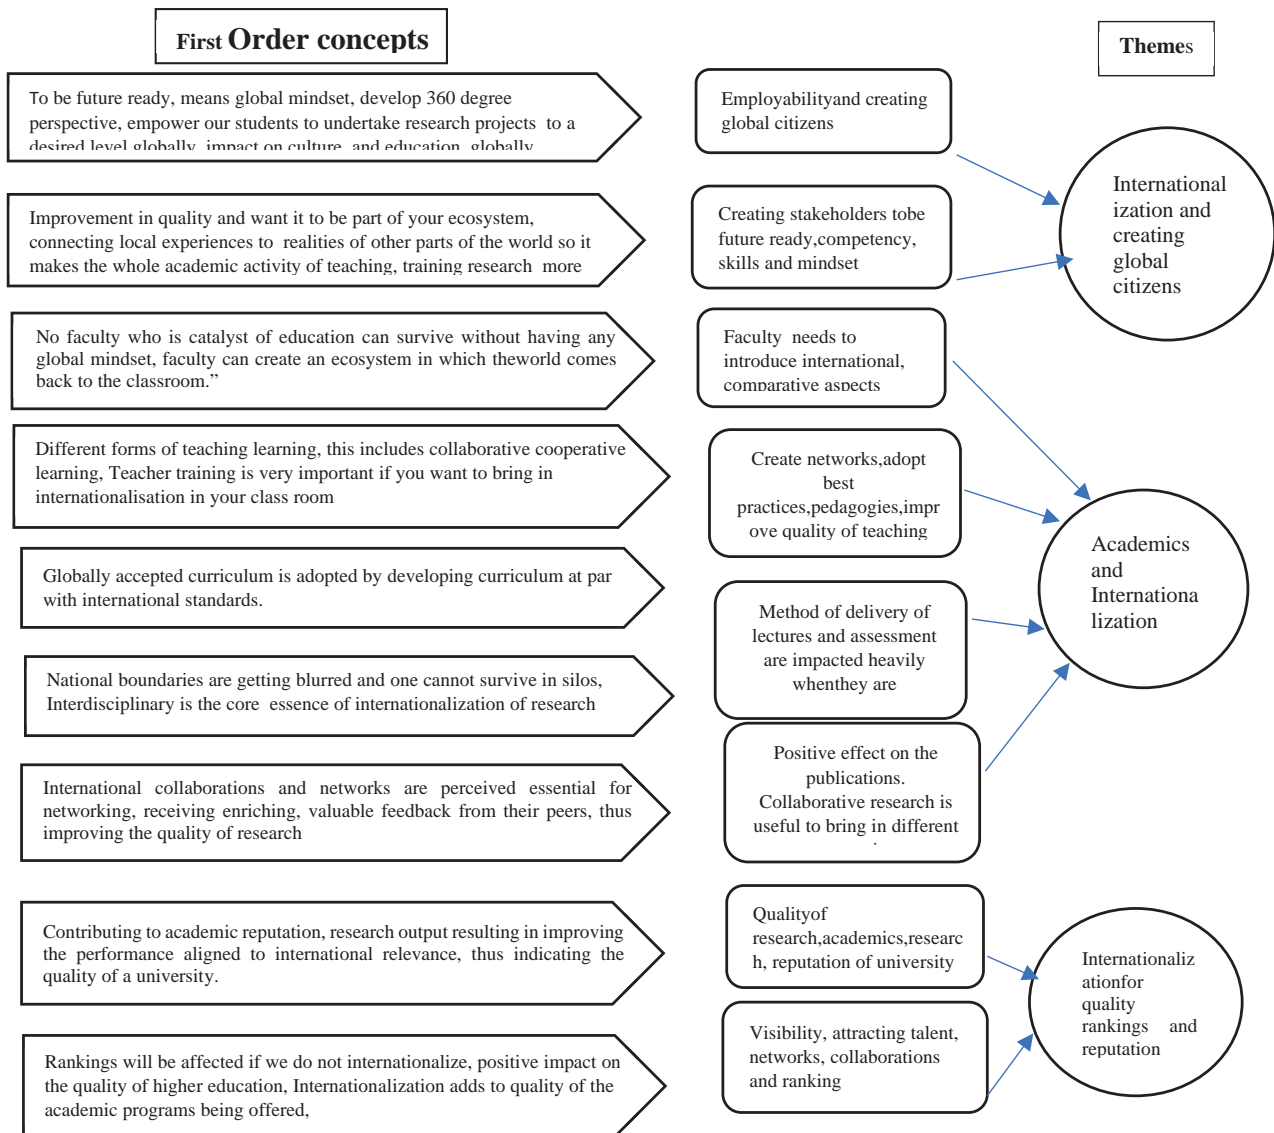 First Order concepts
Themes
To be future ready, means global mindset, develop 360 degree
perspective, empower our students to undertake research projects to a
desired level globally, impact on culture, and education, globally
Employabilityand creating
global citizens
International
ization and
creating
global
citizens
Improvement in quality and want it to be part of your ecosystem,
connecting local experiences to realities of other parts of the world so it
makes the whole academic activity of teaching, training research more
Creating stakeholders tobe
future ready,competency,
skills and mindset
No faculty who is catalyst of education can survive without having any
global mindset, faculty can create an ecosystem in which theworld comes
back to the classroom.”
Faculty needs to
introduce international,
comparative aspects
Different forms of teaching learning, this includes collaborative cooperative
learning, Teacher training is very important if you want to bring in
internationalisation in your class room
Create networks,adopt
best
practices,pedagogies,impr
ove quality of teaching
Academics
and
Internationa
lization
Globally accepted curriculum is adopted by developing curriculum at par
with international standards.
Method of delivery of
lectures and assessment
are impacted heavily
whenthey are
National boundaries are getting blurred and one cannot survive in silos,
Interdisciplinary is the core essence of internationalization of research
Positive effect on the
publications.
Collaborative research is
useful to bring in different
International collaborations and networks are perceived essential for
networking, receiving enriching, valuable feedback from their peers, thus
improving the quality of research
Contributing to academic reputation, research output resulting in improving
the performance aligned to international relevance, thus indicating the
quality of a university.
Qualityof
research,academics,researc
h, reputation of university
Internationaliz
ationfor
quality
rankings and
reputation
Rankings will be affected if we do not internationalize, positive impact on
the quality of higher education, Internationalization adds to quality of the
academic programs being offered,
Visibility, attracting talent,
networks, collaborations
and ranking